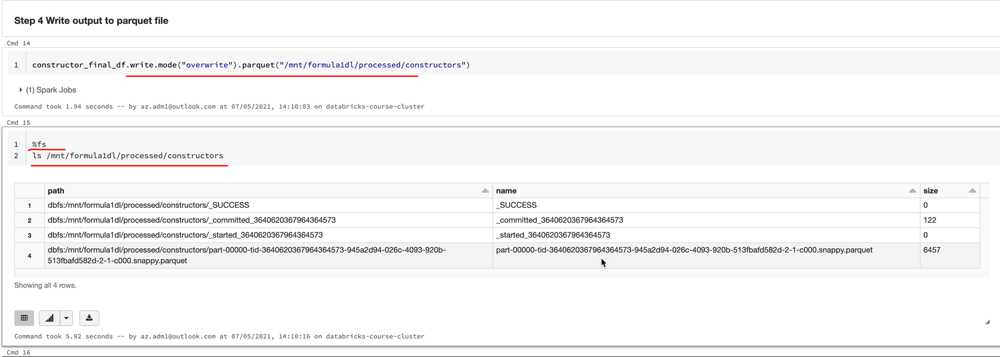 Step 4 Write output to parquet file
Cmd 14
1 constructor_final_df.write.mode("overwrite").parquet("/mnt/formula1dl/processed/constructors")
(1) Spark Jobs
Command took 1.94 seconds -- by az.adm1@outlook.com at 07/05/2021, 14:10:03 on databricks-course-cluster
Cmd 15
1 %fs
2 ls /mnt/formula1dl/processed/constructors
path name size
1 dbfs:/mnt/formula1dl/processed/constructors/_SUCCESS _SUCCESS 0
2 dbfs:/mnt/formula1dl/processed/constructors/_committed_3640620367964364573 _committed_3640620367964364573 122
3 dbfs:/mnt/formula1dl/processed/constructors/_started_3640620367964364573 _started_3640620367964364573 0
4 dbfs:/mnt/formula1dl/processed/constructors/part-00000-tid-3640620367964364573-945a2d94-026c-4093-920b- part-00000-tid-3640620367964364573-945a2d94-026c-4093-920b-513fbafd582d-2-1-c000.snappy.parquet 6457
513fbafd582d-2-1-c000.snappy.parquet
Showing all 4 rows.
Command took 5.92 seconds -- by az.adm1@outlook.com at 07/05/2021, 14:10:16 on databricks-course-cluster
Cmd 16